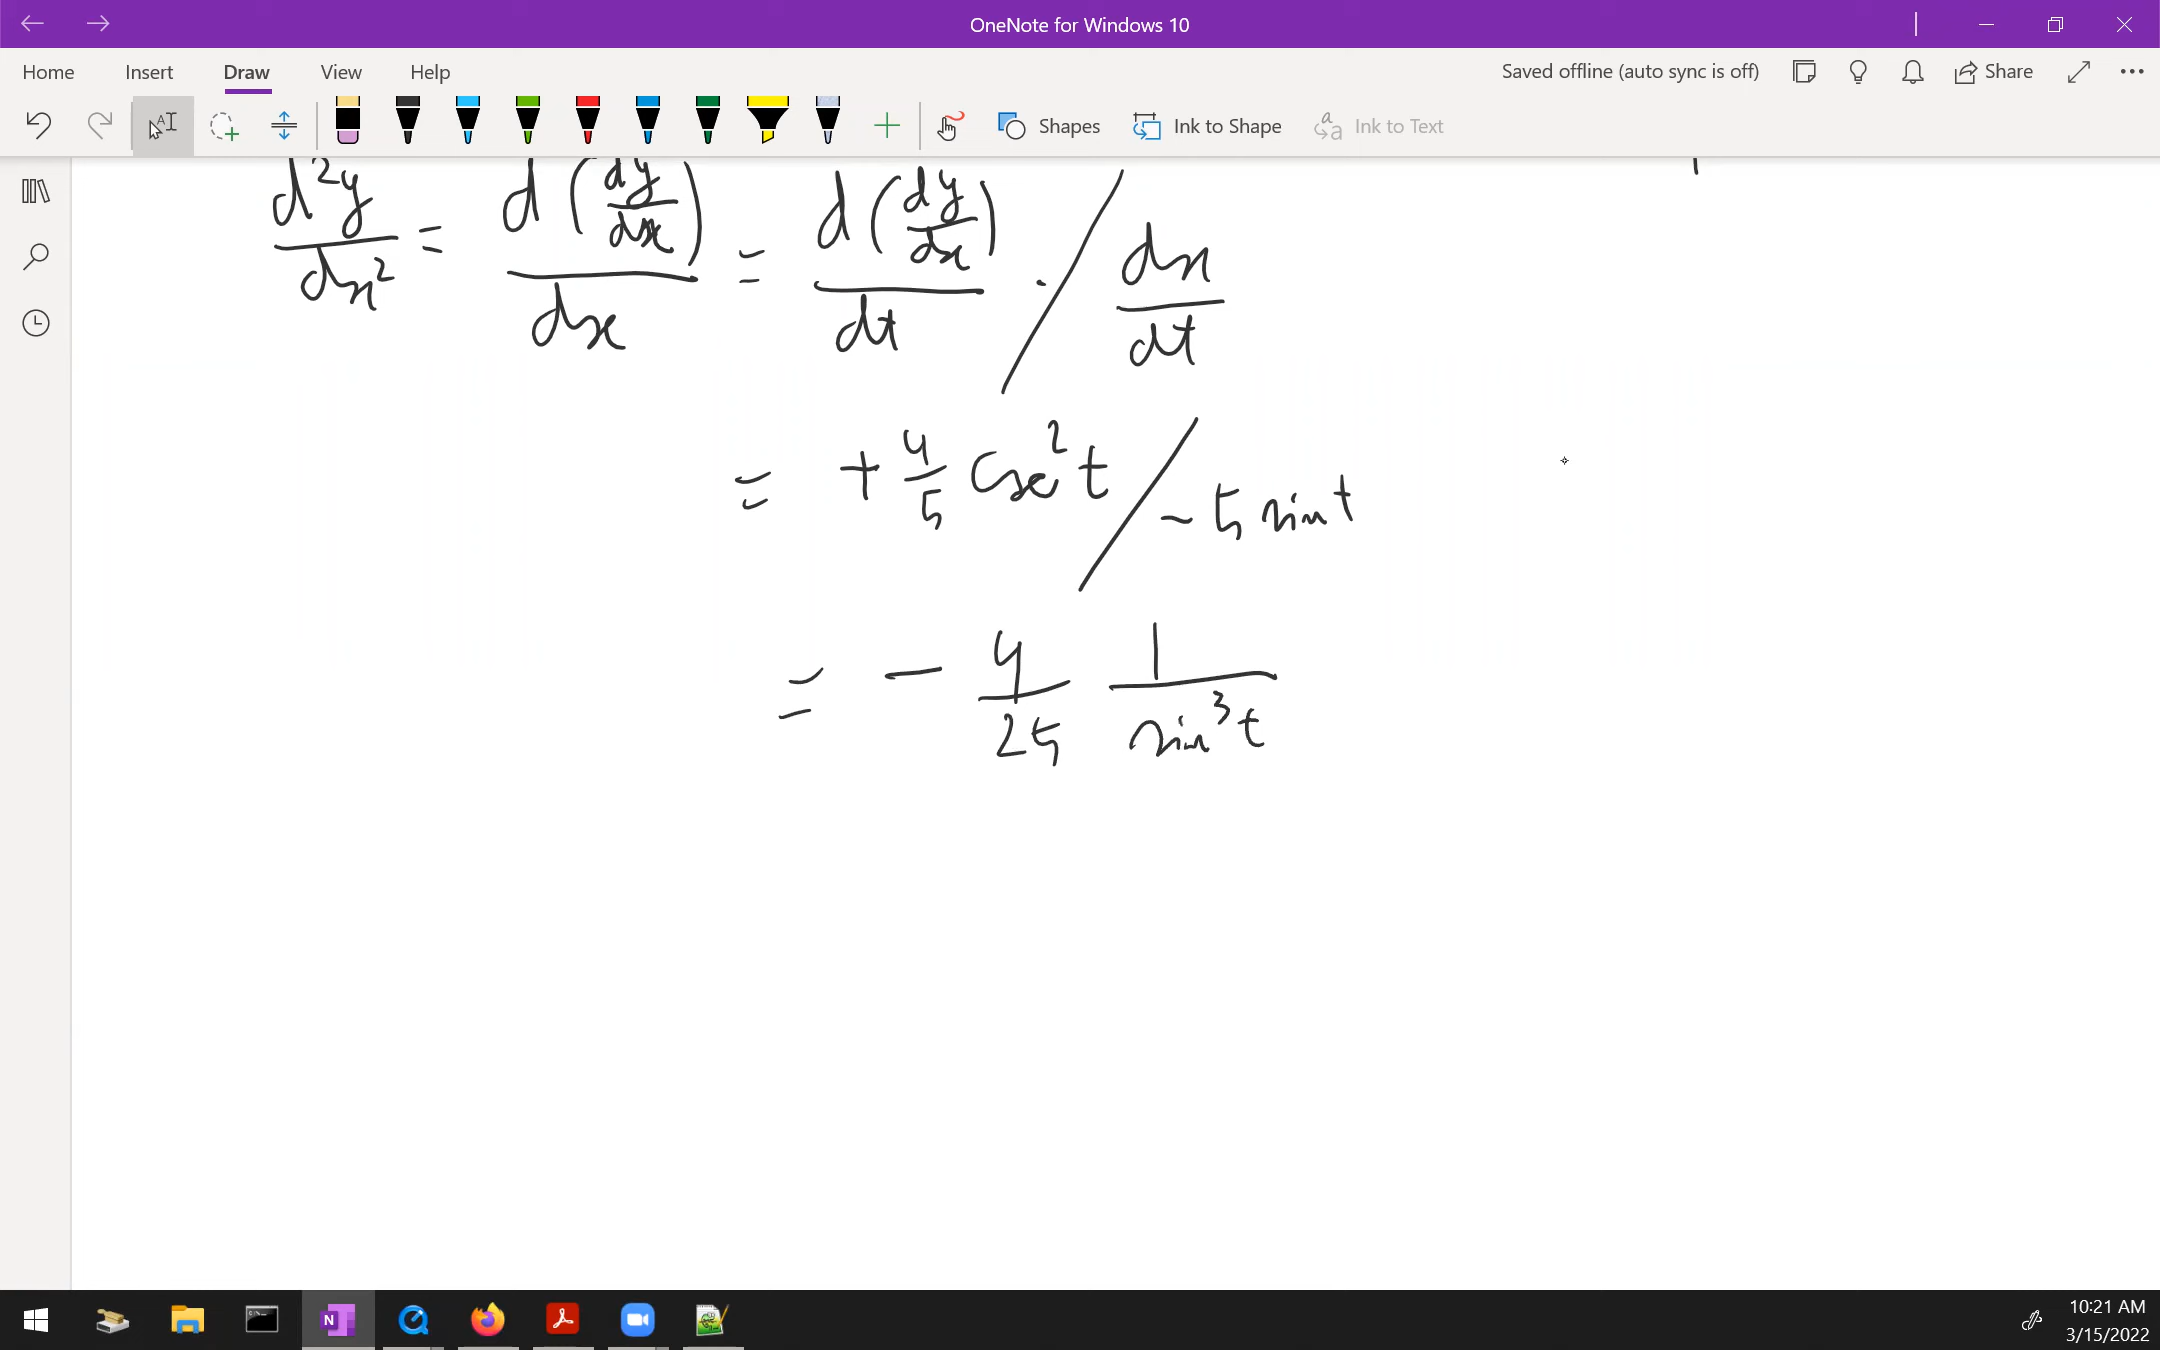 OneNote for Windows 10
Home Insert Draw View Help Saved offline (auto sync is off) Share
Shapes Ink to Shape Ink to Text
d²y/dx² = d(dy/dx)/dx = d(dy/dx)/dt · / dx/dt
= + 4/5 csc² t / - 5 sin t
= - 4/25 1/sin³ t
10:21 AM
3/15/2022